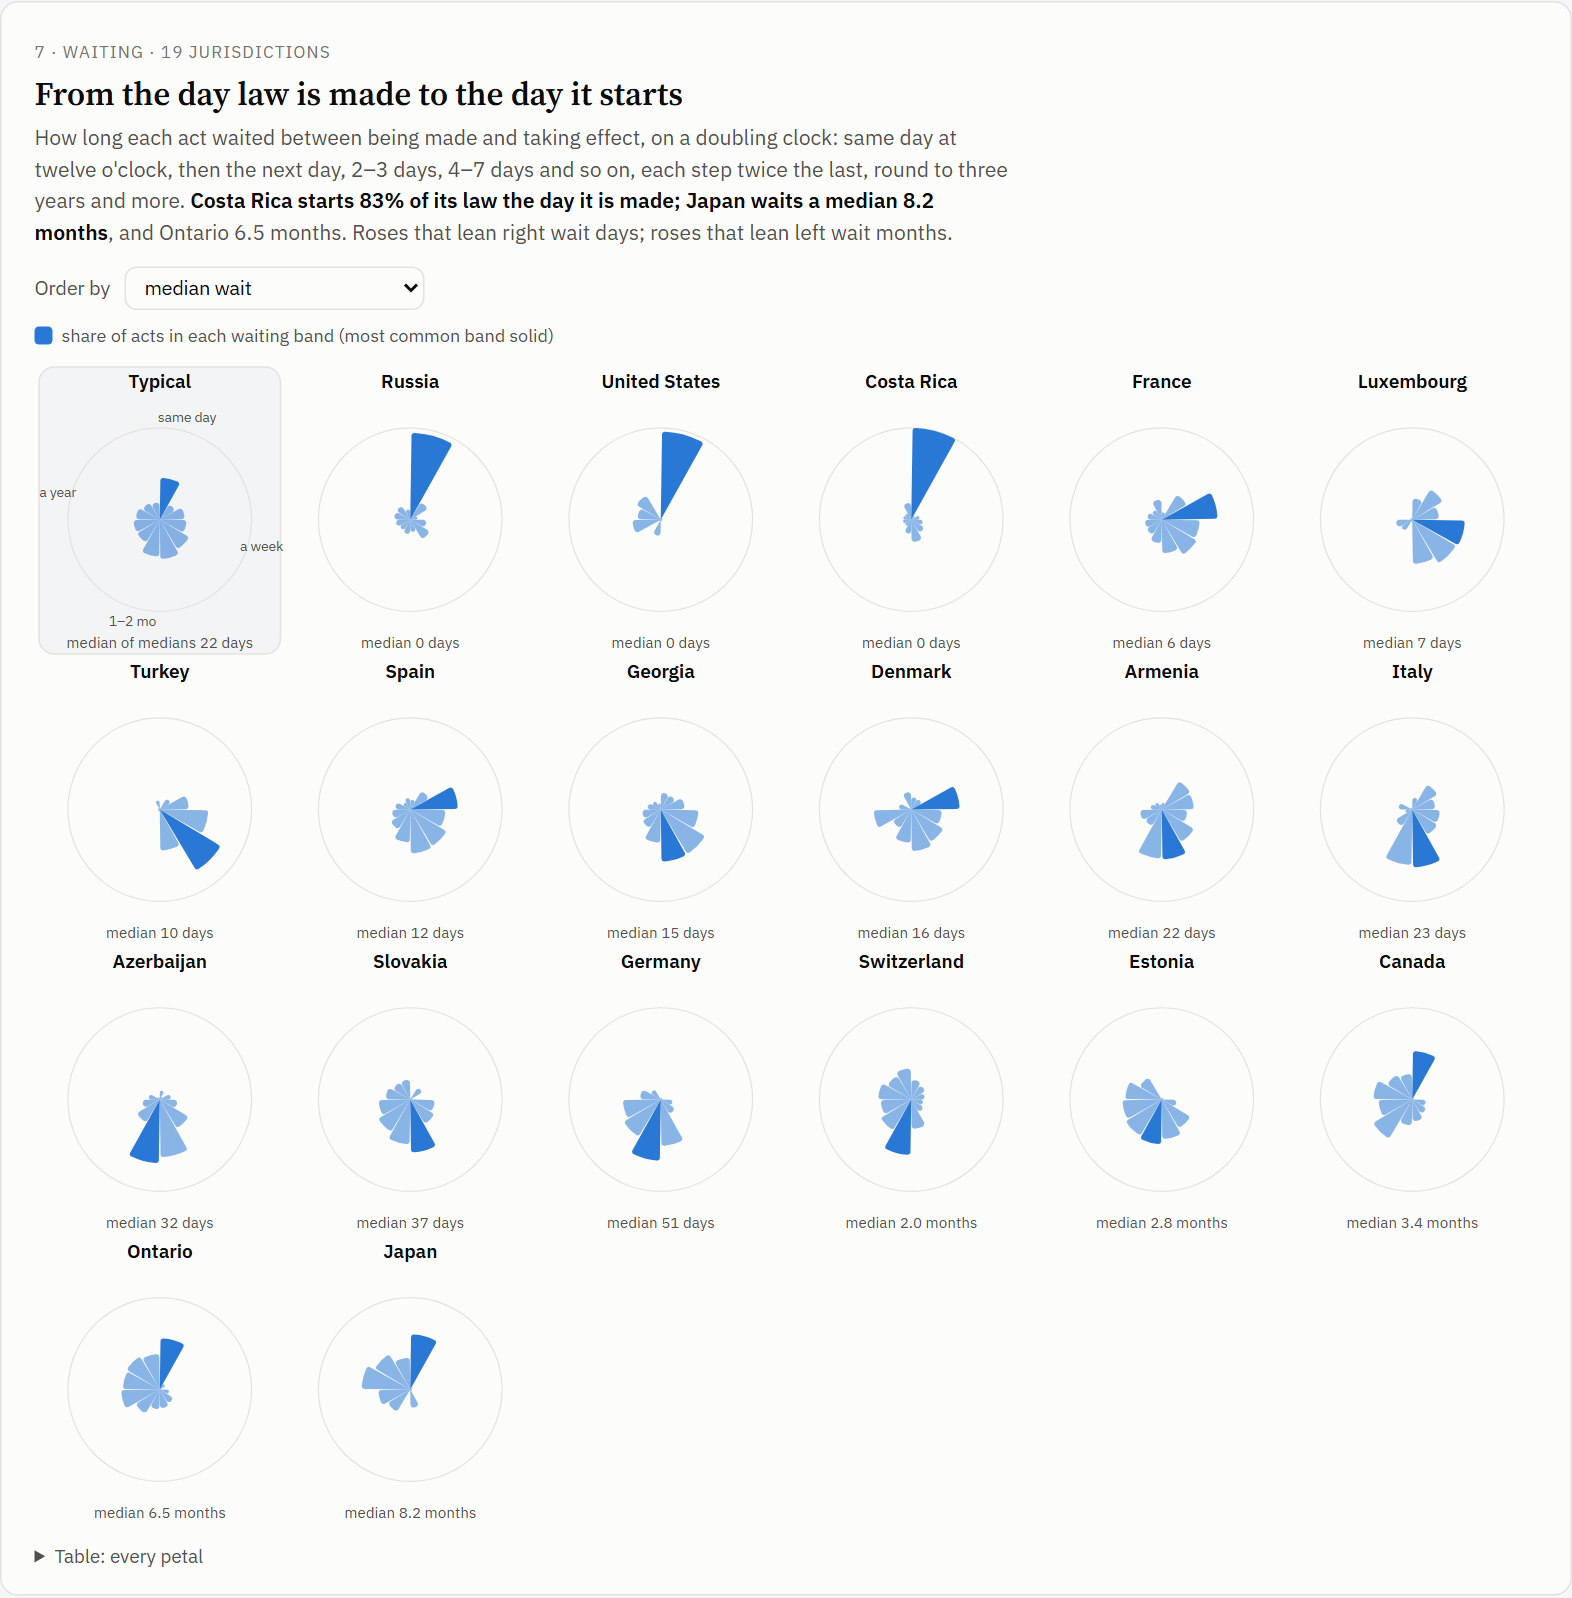 7 · WAITING · 19 JURISDICTIONS
From the day law is made to the day it starts
How long each act waited between being made and taking effect, on a doubling clock: same day at
twelve o'clock, then the next day, 2–3 days, 4–7 days and so on, each step twice the last, round to three
years and more. Costa Rica starts 83% of its law the day it is made; Japan waits a median 8.2
months, and Ontario 6.5 months. Roses that lean right wait days; roses that lean left wait months.
Order by median wait
share of acts in each waiting band (most common band solid)
Typical
same day
a year
a week
1–2 mo
median of medians 22 days
Russia
median 0 days
United States
median 0 days
Costa Rica
median 0 days
France
median 6 days
Luxembourg
median 7 days
Turkey
median 10 days
Spain
median 12 days
Georgia
median 15 days
Denmark
median 16 days
Armenia
median 22 days
Italy
median 23 days
Azerbaijan
median 32 days
Slovakia
median 37 days
Germany
median 51 days
Switzerland
median 2.0 months
Estonia
median 2.8 months
Canada
median 3.4 months
Ontario
median 6.5 months
Japan
median 8.2 months
Table: every petal